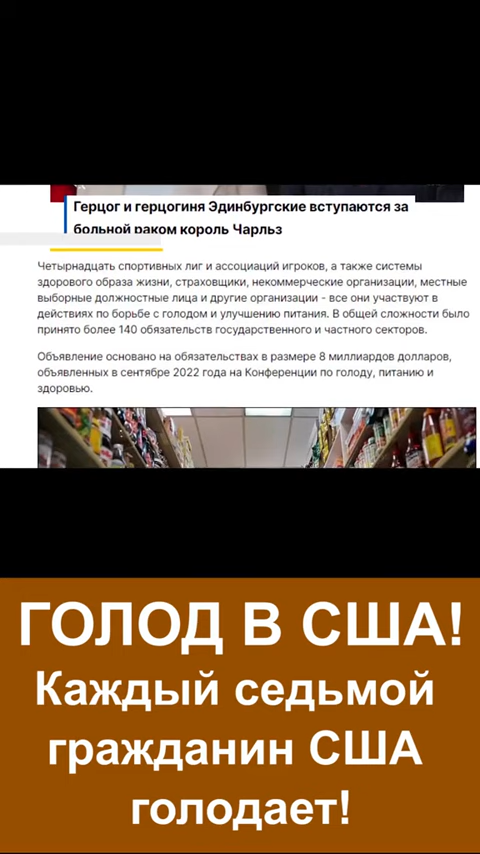 Герцог и герцогиня Эдинбургские вступаются за
больной раком король Чарльз
Четырнадцать спортивных лиг и ассоциаций игроков, а также системы
здорового образа жизни, страховщики, некоммерческие организации, местные
выборные должностные лица и другие организации - все они участвуют в
действиях по борьбе с голодом и улучшению питания. В общей сложности было
принято более 140 обязательств государственного и частного секторов.
Объявление основано на обязательствах в размере 8 миллиардов долларов,
объявленных в сентябре 2022 года на Конференции по голоду, питанию и
здоровью.
ГОЛОД В США!
Каждый седьмой
гражданин США
голодает!